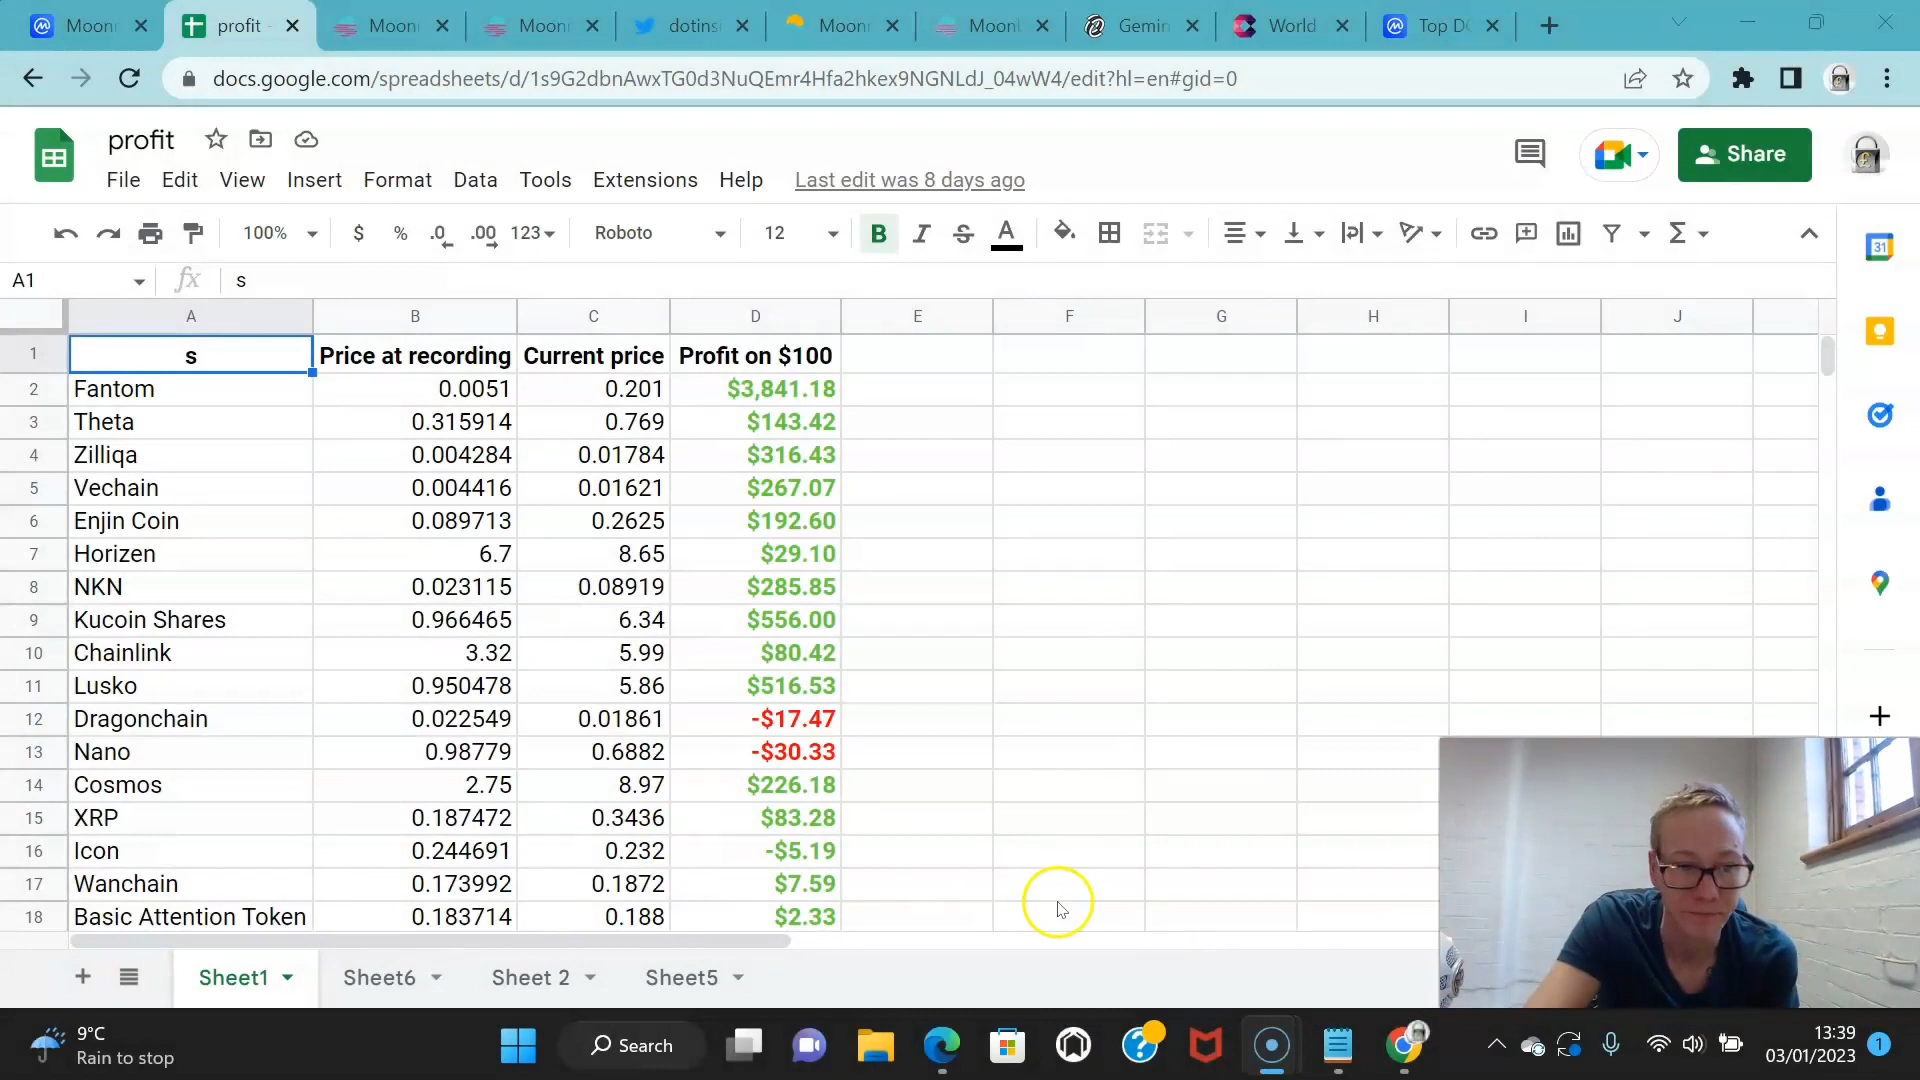 Moonr
profit -
Moonr
Moonr
dotins
Moonr
Moonl
Gemin
World
Top D
docs.google.com/spreadsheets/d/1s9G2dbnAwxTG0d3NuQEmr4Hfa2hkex9NGNLdJ_04wW4/edit?hl=en#gid=0
profit
Share
File Edit View Insert Format Data Tools Extensions Help Last edit was 8 days ago
100% $ % .0 .00 123 Roboto 12 B I S A
31
A1 fx s
A B C D E F G H I J
1 s Price at recording Current price Profit on $100
2 Fantom 0.0051 0.201 $3,841.18
3 Theta 0.315914 0.769 $143.42
4 Zilliqa 0.004284 0.01784 $316.43
5 Vechain 0.004416 0.01621 $267.07
6 Enjin Coin 0.089713 0.2625 $192.60
7 Horizen 6.7 8.65 $29.10
8 NKN 0.023115 0.08919 $285.85
9 Kucoin Shares 0.966465 6.34 $556.00
10 Chainlink 3.32 5.99 $80.42
11 Lusko 0.950478 5.86 $516.53
12 Dragonchain 0.022549 0.01861 -$17.47
13 Nano 0.98779 0.6882 -$30.33
14 Cosmos 2.75 8.97 $226.18
15 XRP 0.187472 0.3436 $83.28
16 Icon 0.244691 0.232 -$5.19
17 Wanchain 0.173992 0.1872 $7.59
18 Basic Attention Token 0.183714 0.188 $2.33
Sheet1 Sheet6 Sheet 2 Sheet5
9°C
Rain to stop
Search
13:39
03/01/2023
1